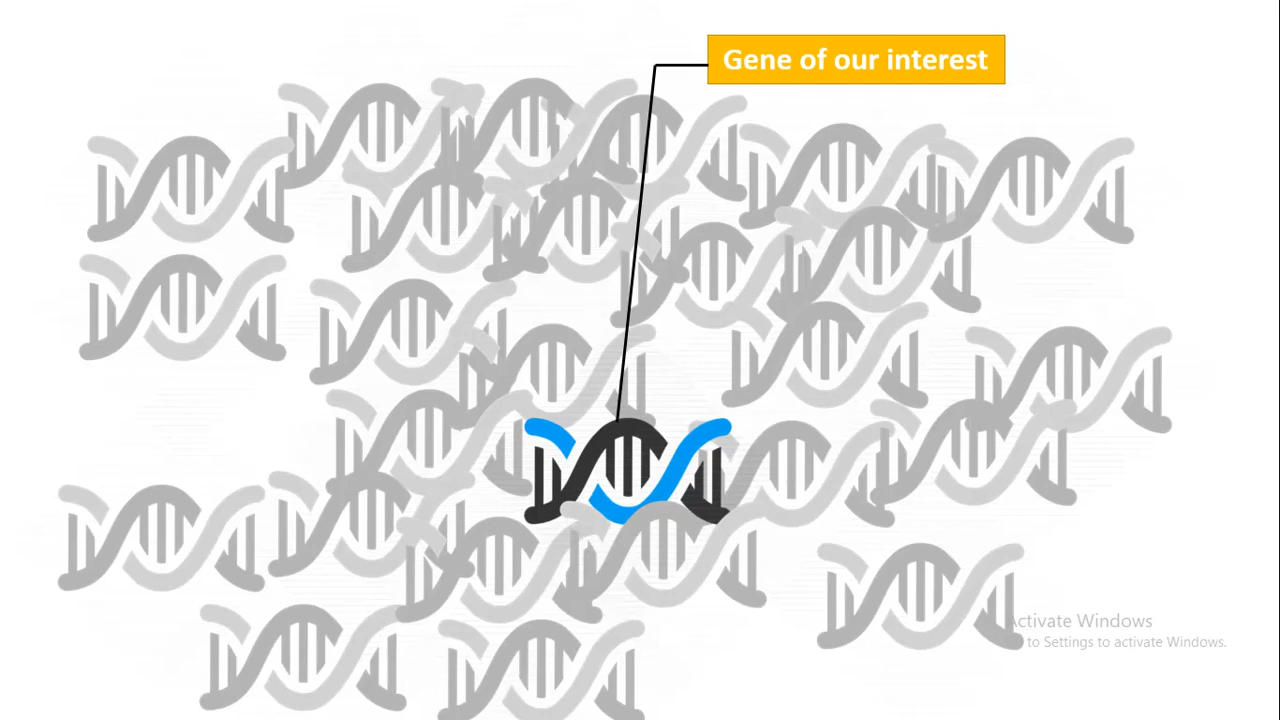 Gene of our interest
Activate Windows
to Settings to activate Windows.